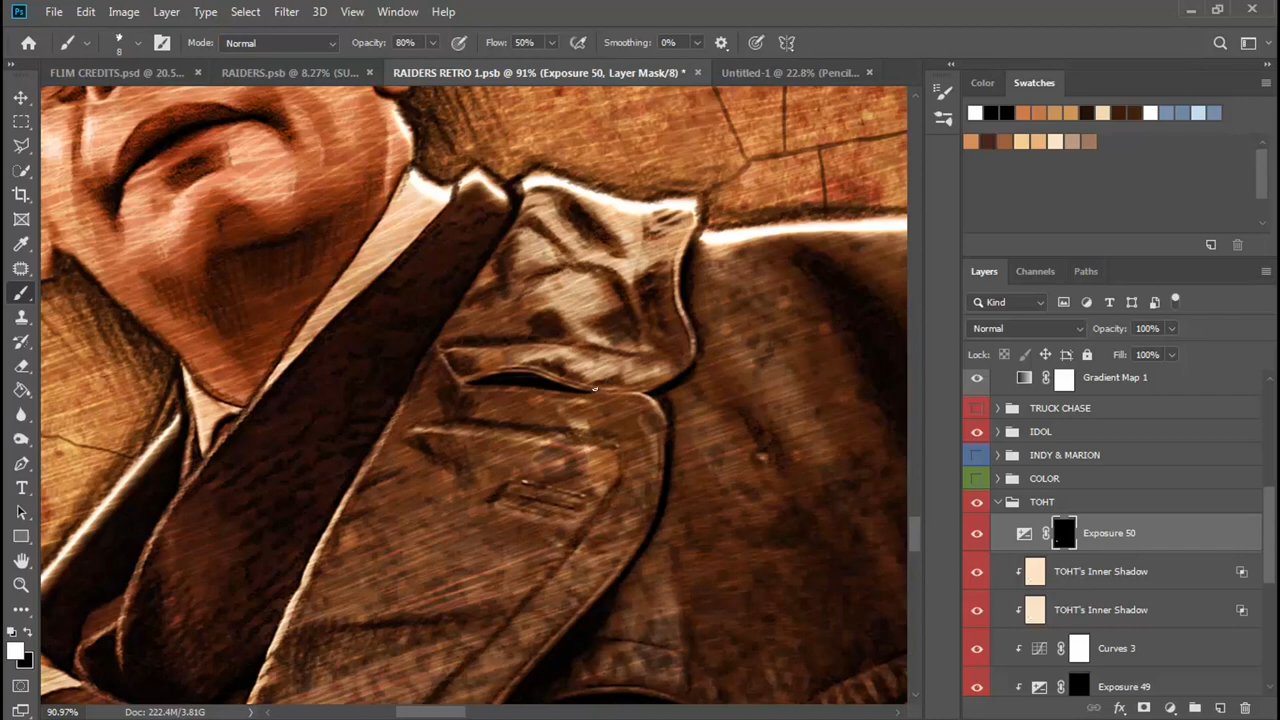 Ps File Edit Image Layer Type Select Filter 3D View Window Help
8 Mode: Normal Opacity: 80% Flow: 50% Smoothing: 0%
FLIM CREDITS.psd @ 20.5... RAIDERS.psb @ 8.27% (SU... RAIDERS RETRO 1.psb @ 91% (Exposure 50, Layer Mask/8) * Untitled-1 @ 22.8% (Pencil...
Color Swatches
Layers Channels Paths
Kind
Normal Opacity: 100%
Lock: Fill: 100%
Gradient Map 1
TRUCK CHASE
IDOL
INDY & MARION
COLOR
TOHT
Exposure 50
TOHT's Inner Shadow
TOHT's Inner Shadow
Curves 3
Exposure 49
90.97% Doc: 222.4M/3.81G